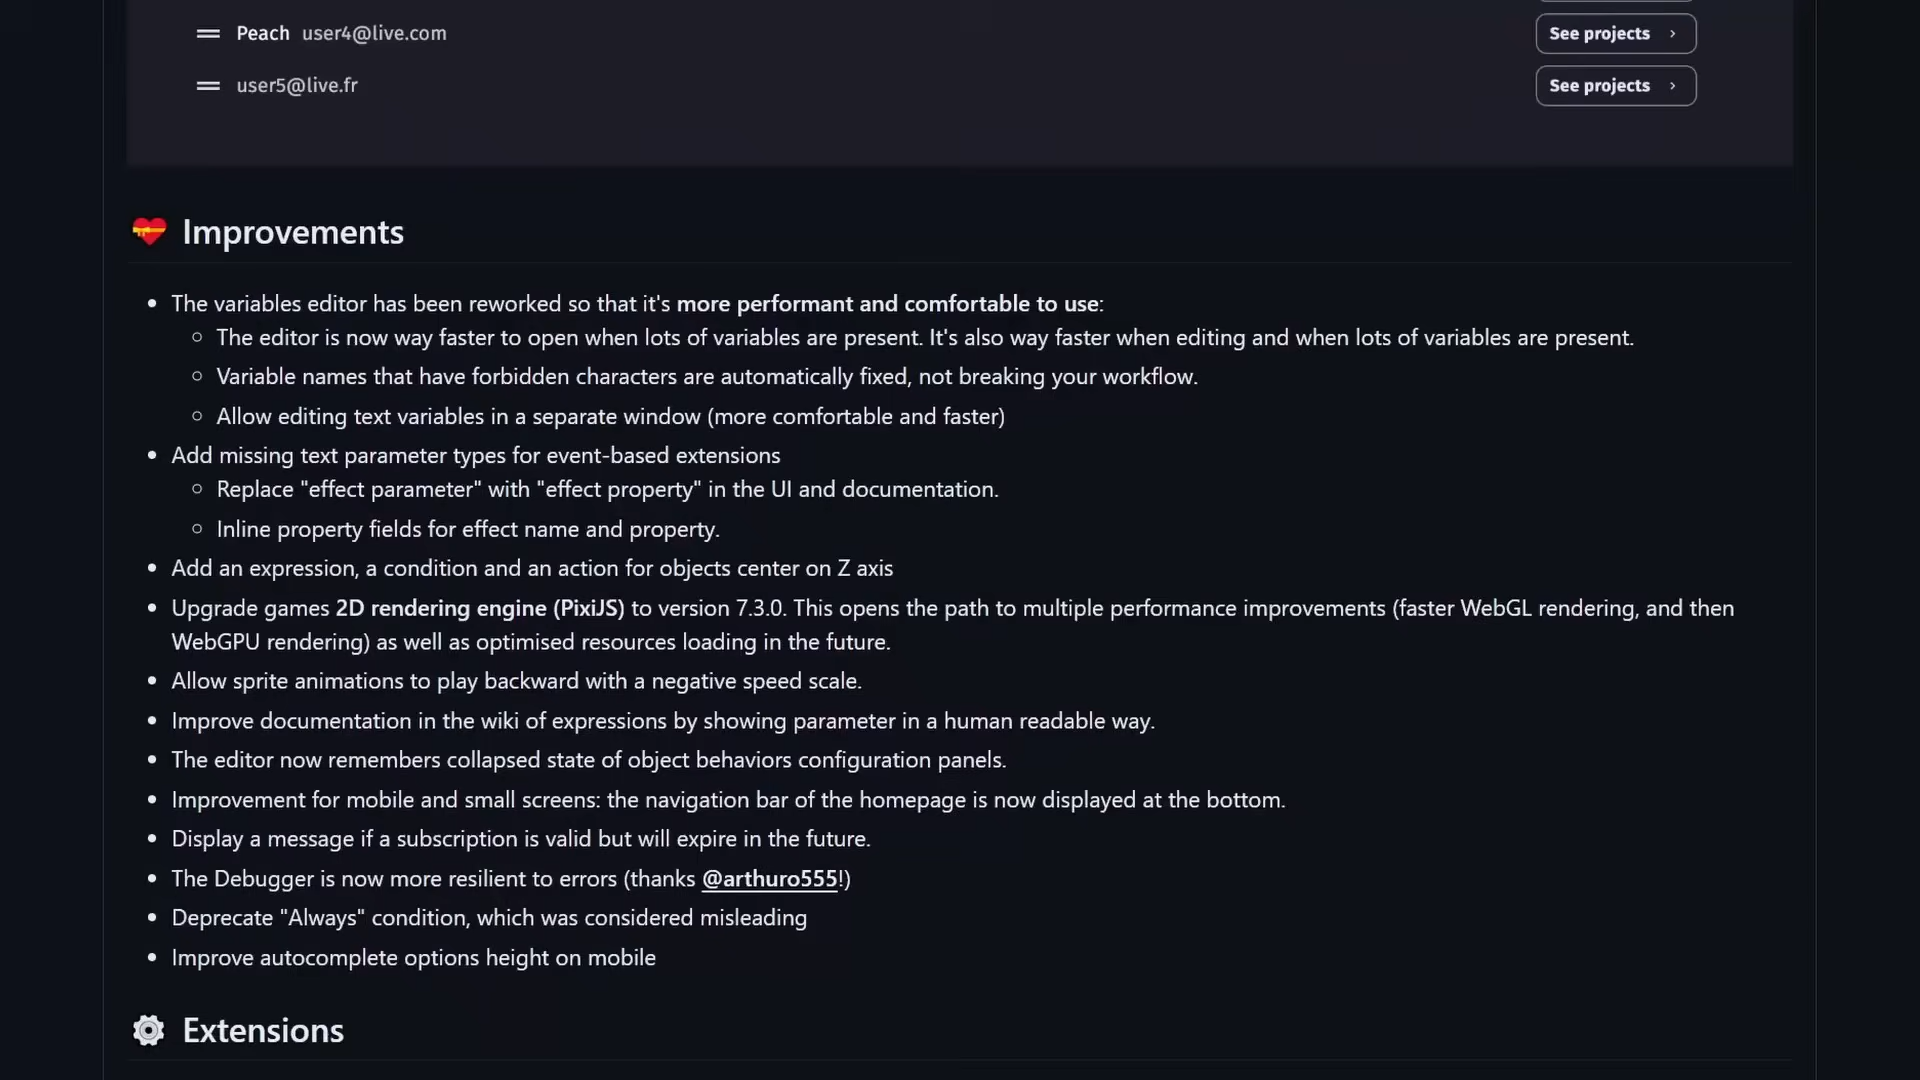 Peach user4@live.com See projects
user5@live.fr See projects
Improvements
The variables editor has been reworked so that it's more performant and comfortable to use:
The editor is now way faster to open when lots of variables are present. It's also way faster when editing and when lots of variables are present.
Variable names that have forbidden characters are automatically fixed, not breaking your workflow.
Allow editing text variables in a separate window (more comfortable and faster)
Add missing text parameter types for event-based extensions
Replace "effect parameter" with "effect property" in the UI and documentation.
Inline property fields for effect name and property.
Add an expression, a condition and an action for objects center on Z axis
Upgrade games 2D rendering engine (PixiJS) to version 7.3.0. This opens the path to multiple performance improvements (faster WebGL rendering, and then
WebGPU rendering) as well as optimised resources loading in the future.
Allow sprite animations to play backward with a negative speed scale.
Improve documentation in the wiki of expressions by showing parameter in a human readable way.
The editor now remembers collapsed state of object behaviors configuration panels.
Improvement for mobile and small screens: the navigation bar of the homepage is now displayed at the bottom.
Display a message if a subscription is valid but will expire in the future.
The Debugger is now more resilient to errors (thanks @arthuro555!)
Deprecate "Always" condition, which was considered misleading
Improve autocomplete options height on mobile
Extensions